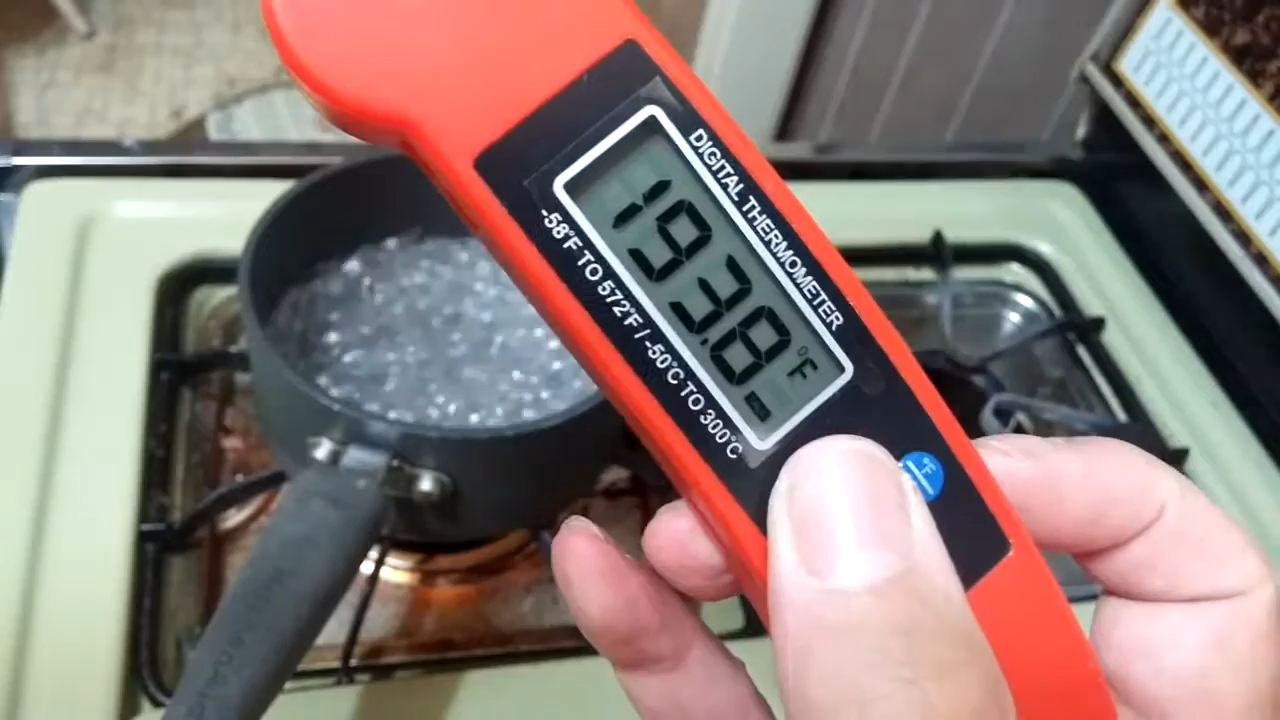 DIGITAL THERMOMETER
193.8 °F
-58°F TO 572°F / -50°C TO 300°C
°F